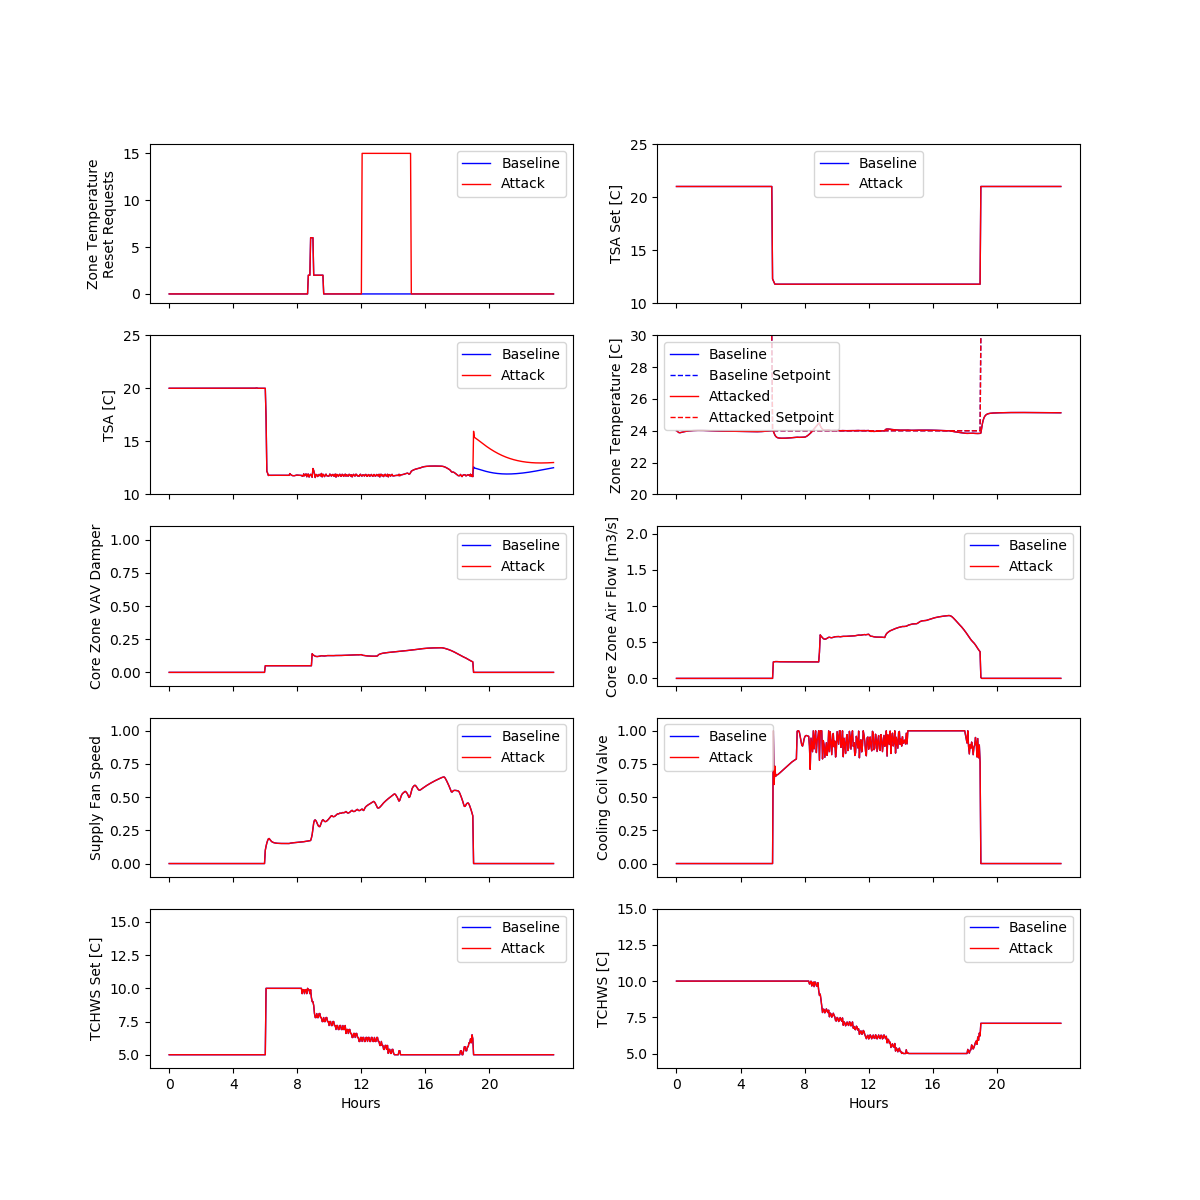 Zone Temperature
Reset Requests
15
10
5
0
Baseline
Attack
TSA Set [C]
25
20
15
10
Baseline
Attack
TSA [C]
25
20
15
10
Baseline
Attack
Zone Temperature [C]
30
28
26
24
22
20
Baseline
Baseline Setpoint
Attacked
Attacked Setpoint
Core Zone VAV Damper
1.00
0.75
0.50
0.25
0.00
Baseline
Attack
Core Zone Air Flow [m3/s]
2.0
1.5
1.0
0.5
0.0
Baseline
Attack
Supply Fan Speed
1.00
0.75
0.50
0.25
0.00
Baseline
Attack
Cooling Coil Valve
1.00
0.75
0.50
0.25
0.00
Baseline
Attack
TCHWS Set [C]
15.0
12.5
10.0
7.5
5.0
Baseline
Attack
0 4 8 12 16 20
Hours
TCHWS [C]
15.0
12.5
10.0
7.5
5.0
Baseline
Attack
0 4 8 12 16 20
Hours